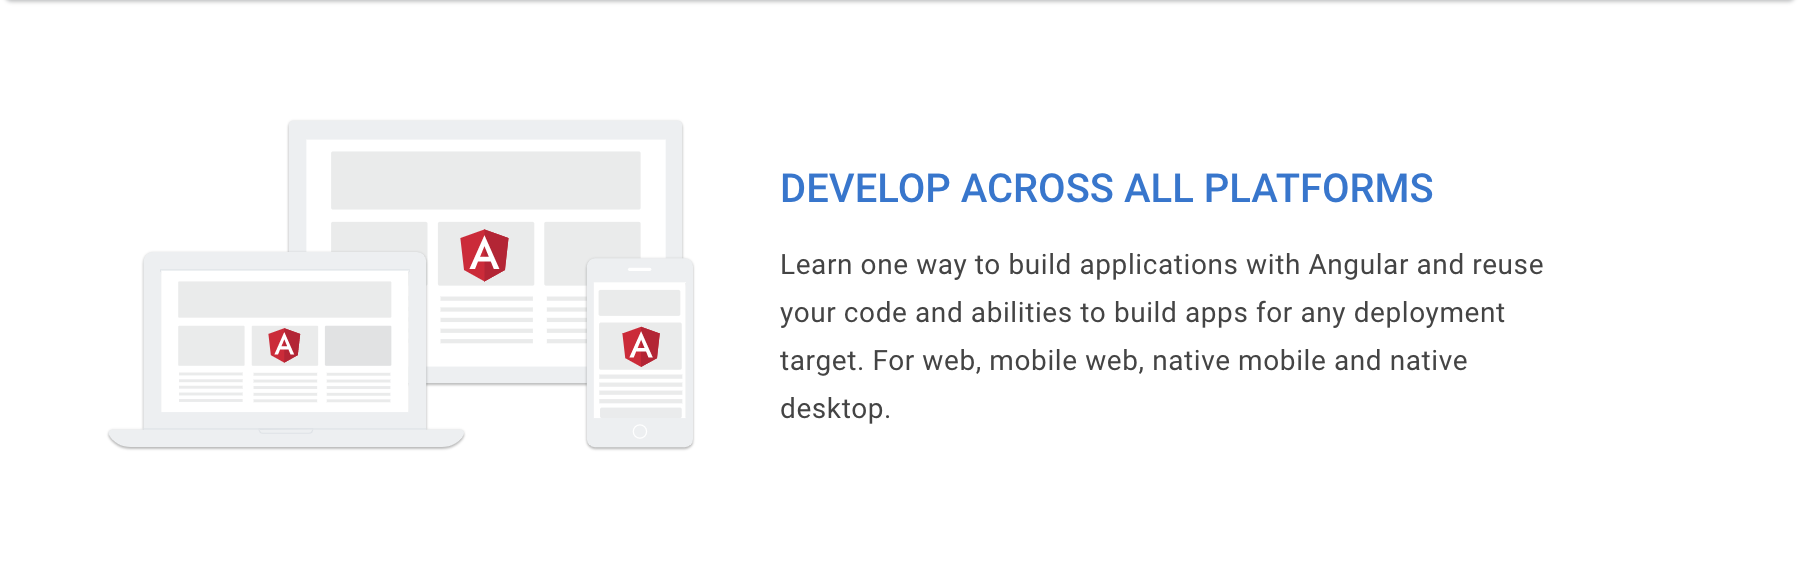 DEVELOP ACROSS ALL PLATFORMS
Learn one way to build applications with Angular and reuse
your code and abilities to build apps for any deployment
target. For web, mobile web, native mobile and native
desktop.
A
A
A